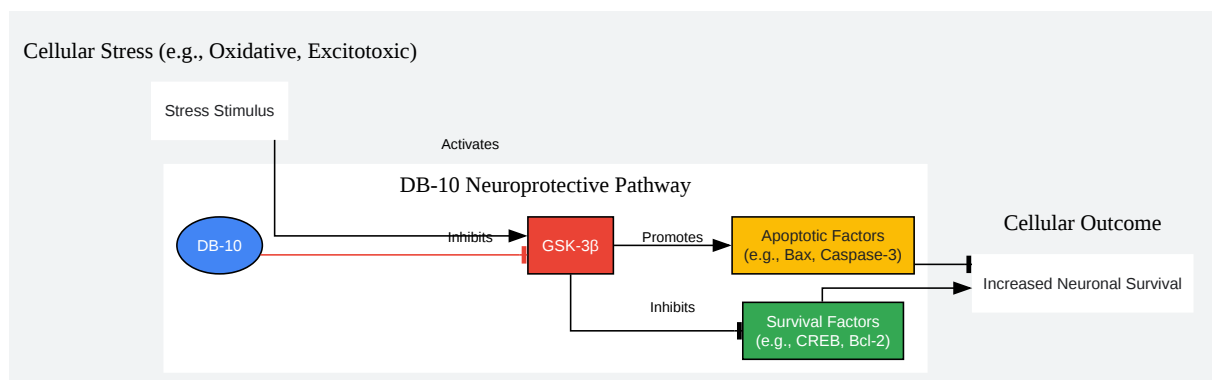 Cellular Stress (e.g., Oxidative, Excitotoxic)
Stress Stimulus
Activates
DB-10 Neuroprotective Pathway
Cellular Outcome
DB-10
Inhibits
GSK-3β
Promotes
Apoptotic Factors
(e.g., Bax, Caspase-3)
Increased Neuronal Survival
Inhibits
Survival Factors
(e.g., CREB, Bcl-2)